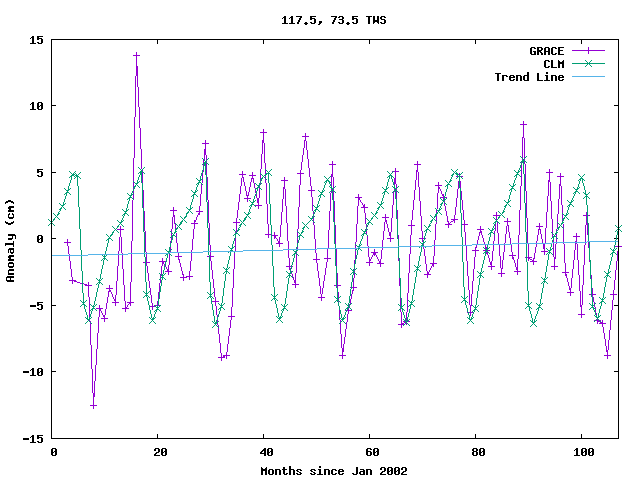 117.5, 73.5 TWS
15
10
5
0
-5
-10
-15
Anomaly (cm)
GRACE
CLM
Trend Line
0 20 40 60 80 100
Months since Jan 2002